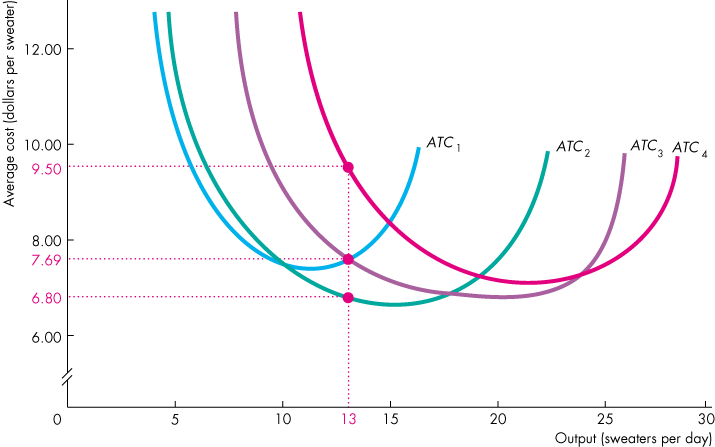 Average cost (dollars per sweater)
12.00
10.00
9.50
8.00
7.69
6.80
6.00
ATC1
ATC2
ATC3
ATC4
0
5
10
13
15
20
25
30
Output (sweaters per day)